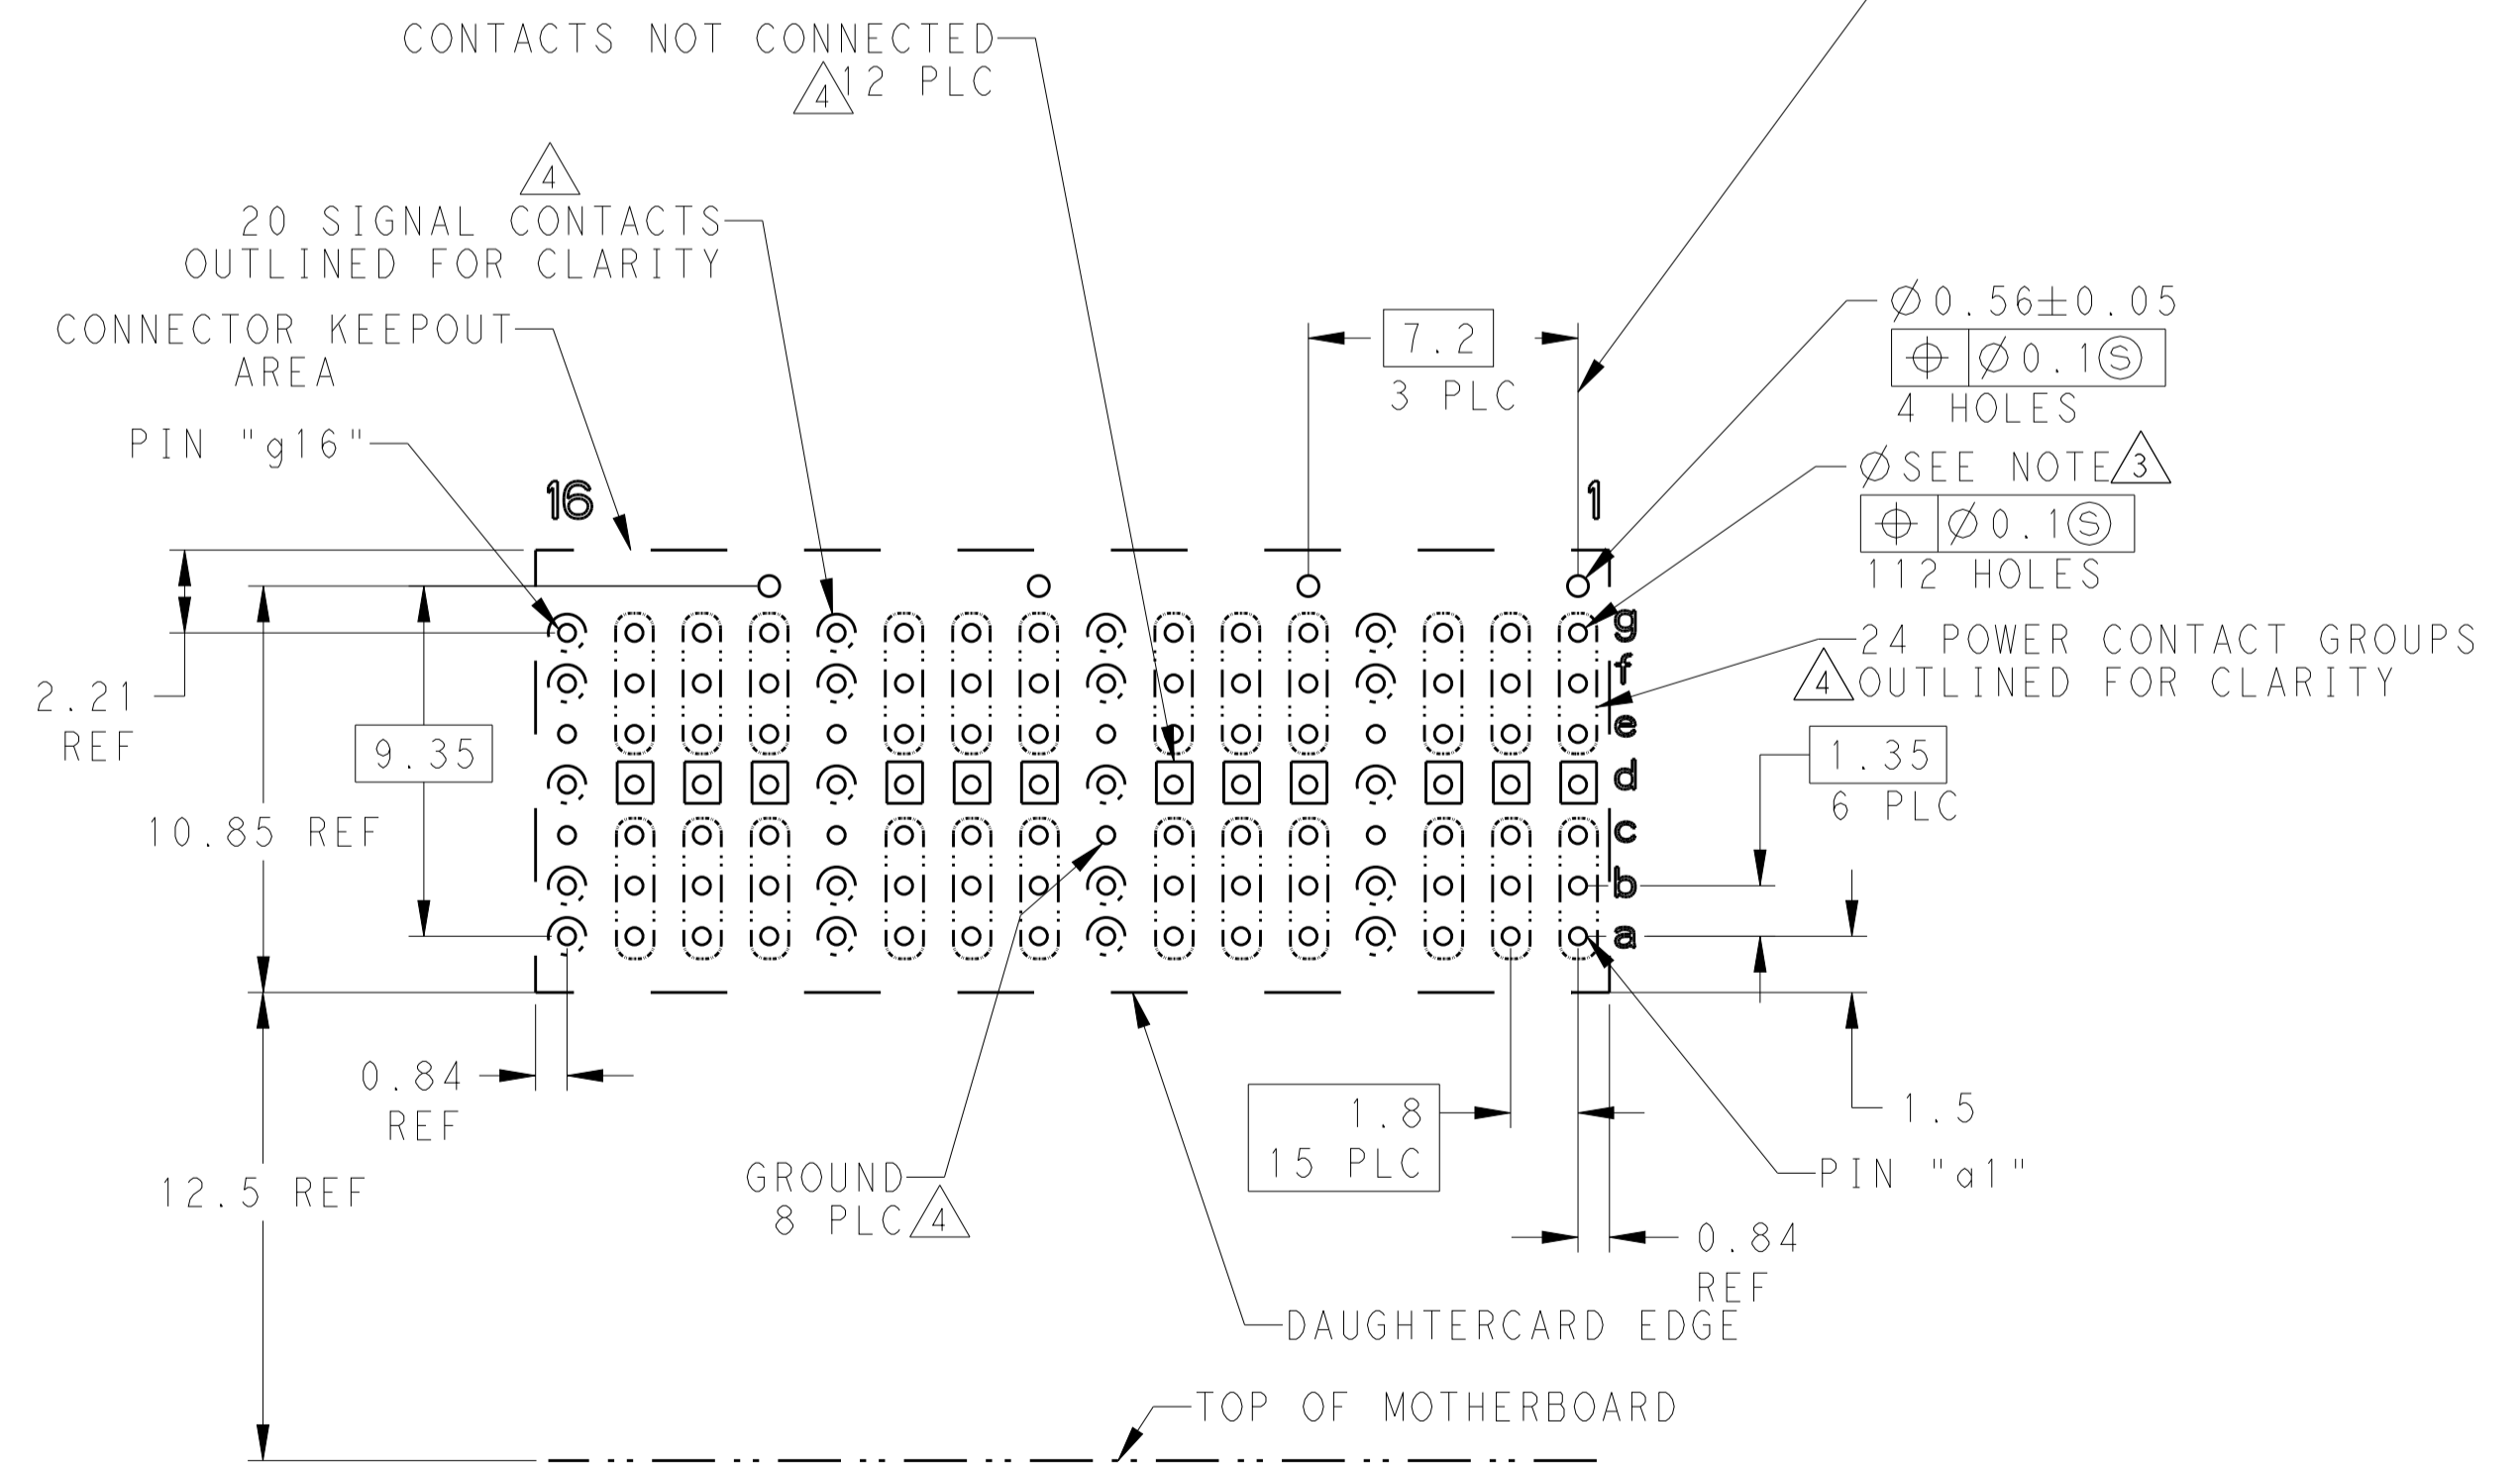 CONTACTS NOT CONNECTED
4 12 PLC
4
20 SIGNAL CONTACTS
OUTLINED FOR CLARITY
CONNECTOR KEEPOUT
AREA
PIN "g16"
16
1
7.2
3 PLC
Ø0.56±0.05
⌖ Ø0.1Ⓢ
4 HOLES
ØSEE NOTE 3
⌖ Ø0.1Ⓢ
112 HOLES
24 POWER CONTACT GROUPS
4 OUTLINED FOR CLARITY
g
f
e
d
c
b
a
2.21
REF
9.35
10.85 REF
1.35
6 PLC
0.84
REF
12.5 REF
GROUND
8 PLC 4
1.8
15 PLC
1.5
PIN "a1"
0.84
REF
DAUGHTERCARD EDGE
TOP OF MOTHERBOARD